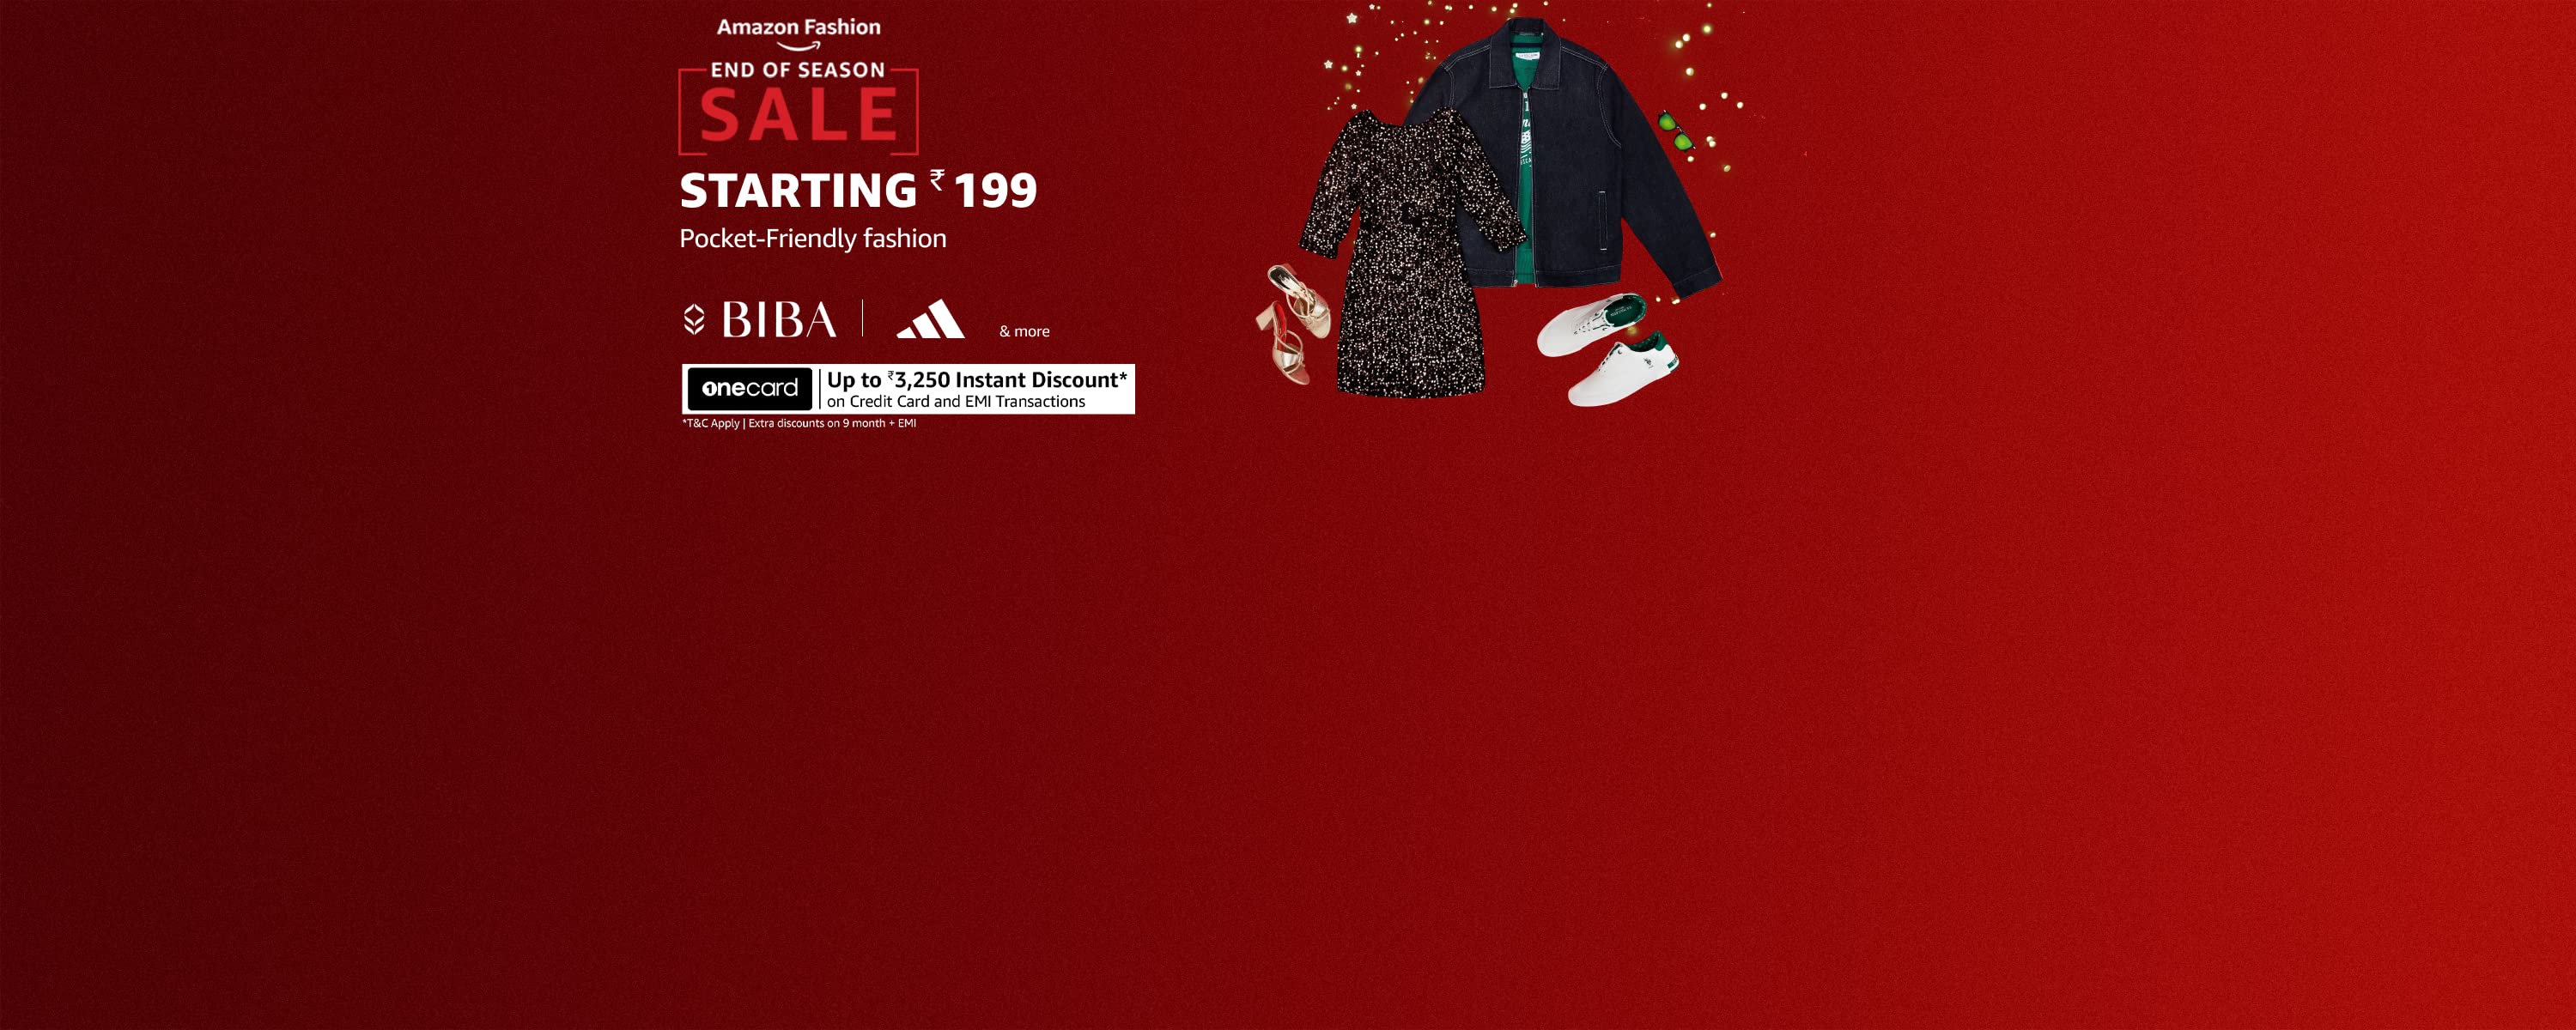 Amazon Fashion
END OF SEASON
SALE
STARTING ₹199
Pocket-Friendly fashion
BIBA
& more
onecard
Up to ₹3,250 Instant Discount*
on Credit Card and EMI Transactions
*T&C Apply | Extra discounts on 9 month + EMI